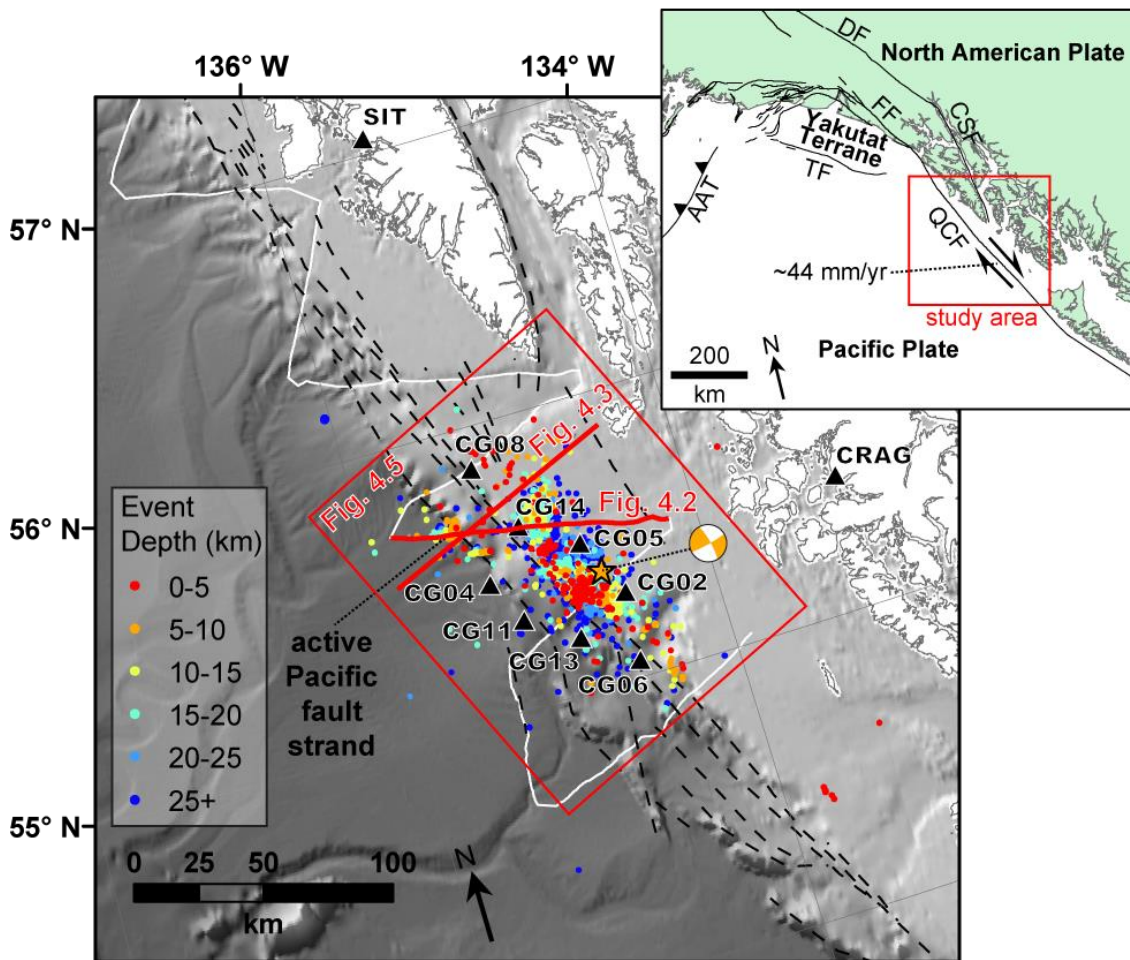 136° W
134° W
57° N
56° N
55° N
SIT
CRAG
CG08
CG14
CG05
CG02
CG04
CG11
CG13
CG06
Fig. 4.3
Fig. 4.5
Fig. 4.2
active
Pacific
fault
strand
Event
Depth (km)
0-5
5-10
10-15
15-20
20-25
25+
0 25 50 100
km
N
DF
North American Plate
FF
CSF
Yakutat
Terrane
TF
AAT
QCF
~44 mm/yr
study area
Pacific Plate
200
km
N